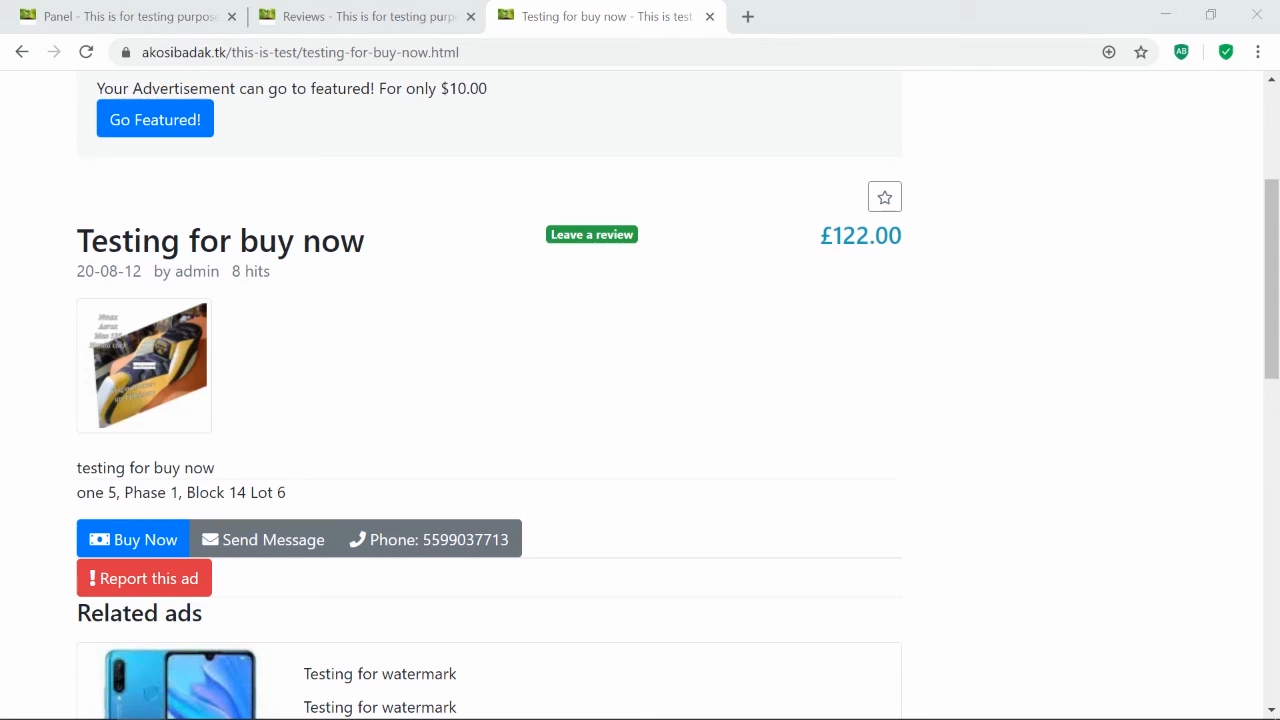 Panel - This is for testing purpose
Reviews - This is for testing purp
Testing for buy now - This is test
akosibadak.tk/this-is-test/testing-for-buy-now.html
AB
Your Advertisement can go to featured! For only $10.00
Go Featured!
Testing for buy now
Leave a review
£122.00
20-08-12 by admin 8 hits
testing for buy now
one 5, Phase 1, Block 14 Lot 6
Buy Now
Send Message
Phone: 5599037713
Report this ad
Related ads
Testing for watermark
Testing for watermark